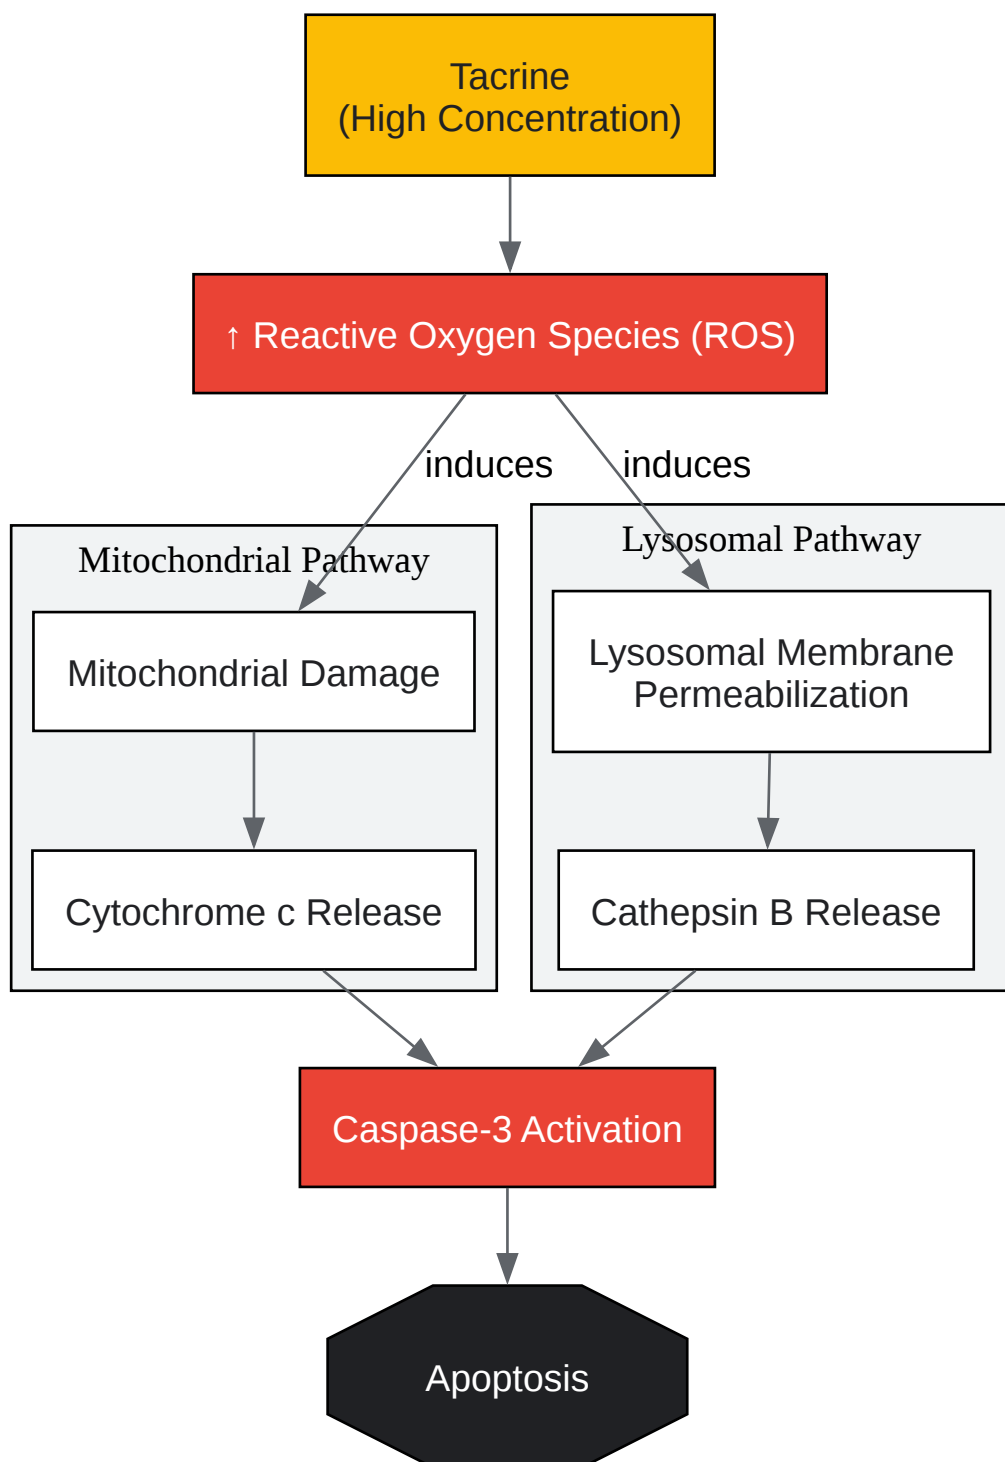 Tacrine
(High Concentration)
↑ Reactive Oxygen Species (ROS)
induces
induces
Mitochondrial Pathway
Lysosomal Pathway
Mitochondrial Damage
Lysosomal Membrane
Permeabilization
Cytochrome c Release
Cathepsin B Release
Caspase-3 Activation
Apoptosis